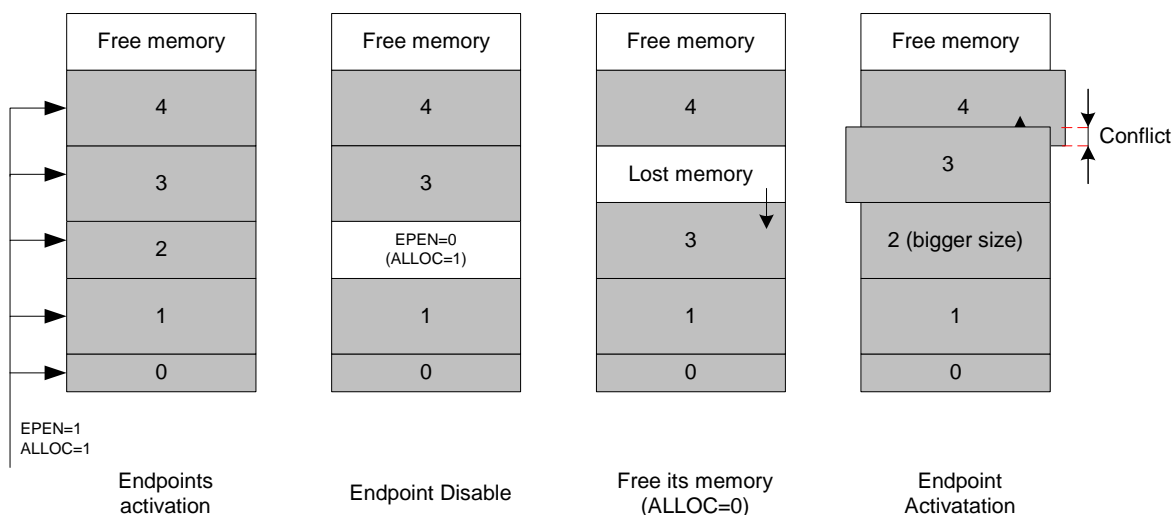 Free memory
4
3
2
1
0
EPEN=1
ALLOC=1
Endpoints
activation
Free memory
4
3
EPEN=0
(ALLOC=1)
1
0
Endpoint Disable
Free memory
4
Lost memory
3
1
0
Free its memory
(ALLOC=0)
Free memory
4
Conflict
3
2 (bigger size)
1
0
Endpoint
Activatation